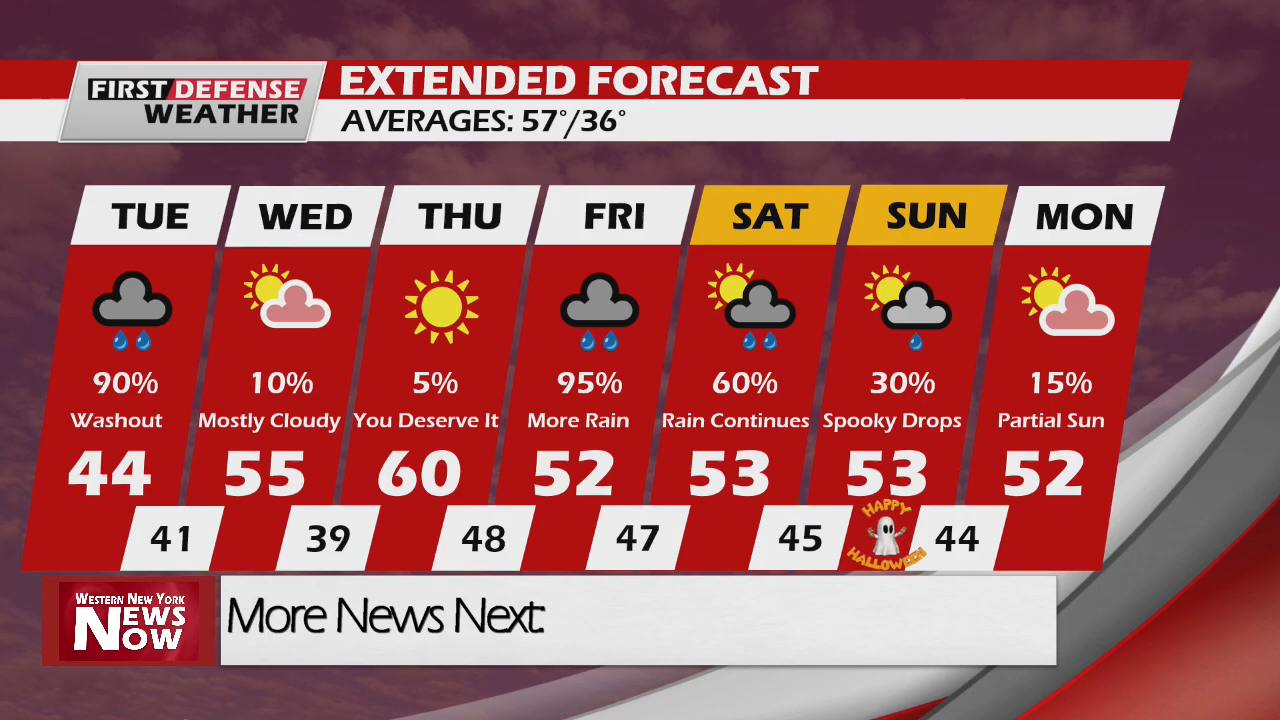 FIRST DEFENSE
WEATHER
EXTENDED FORECAST
AVERAGES: 57°/36°
TUE WED THU FRI SAT SUN MON
90% 10% 5% 95% 60% 30% 15%
Washout Mostly Cloudy You Deserve It More Rain Rain Continues Spooky Drops Partial Sun
44 55 60 52 53 53 52
HAPPY
41 39 48 47 45 44
HALLOWEEN
WESTERN NEW YORK
NEWS
NOW
More News Next: